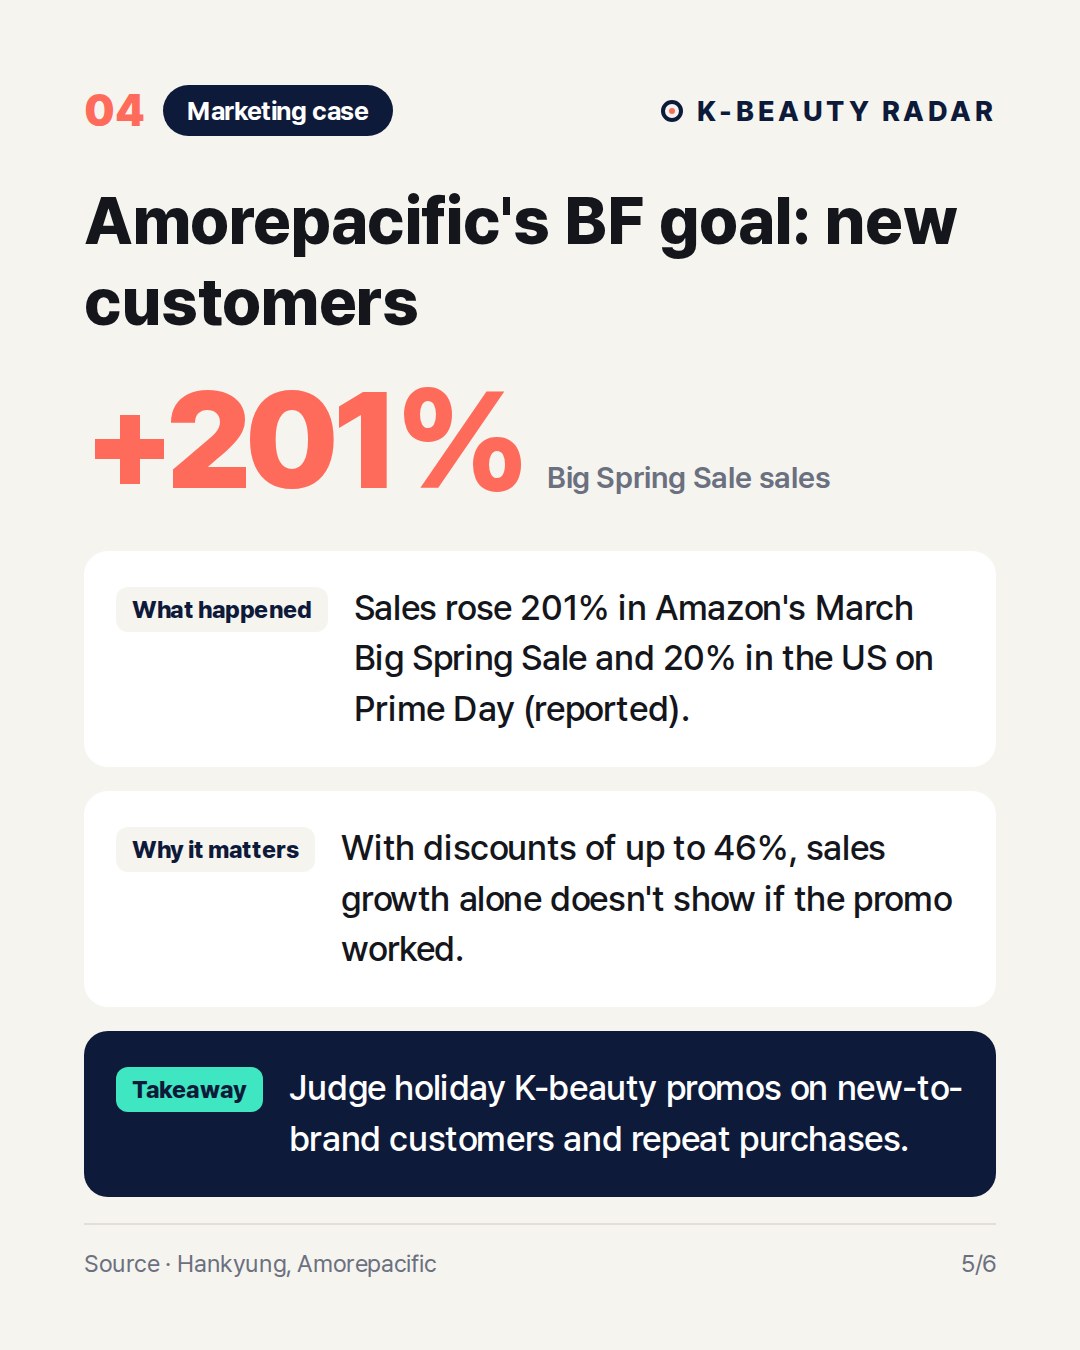 04 Marketing case
K-BEAUTY RADAR
Amorepacific's BF goal: new
customers
+201% Big Spring Sale sales
What happened
Sales rose 201% in Amazon's March
Big Spring Sale and 20% in the US on
Prime Day (reported).
Why it matters
With discounts of up to 46%, sales
growth alone doesn't show if the promo
worked.
Takeaway
Judge holiday K-beauty promos on new-to-
brand customers and repeat purchases.
Source · Hankyung, Amorepacific
5/6